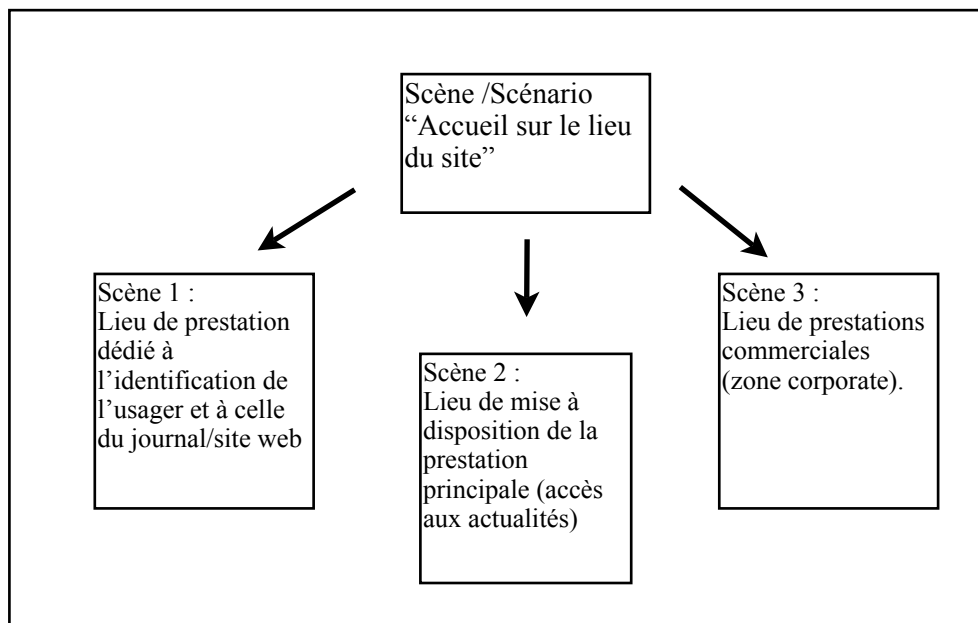 Scène /Scénario
“Accueil sur le lieu
du site”
Scène 1 :
Lieu de prestation
dédié à
l’identification de
l’usager et à celle
du journal/site web
Scène 2 :
Lieu de mise à
disposition de la
prestation
principale (accès
aux actualités)
Scène 3 :
Lieu de prestations
commerciales
(zone corporate).